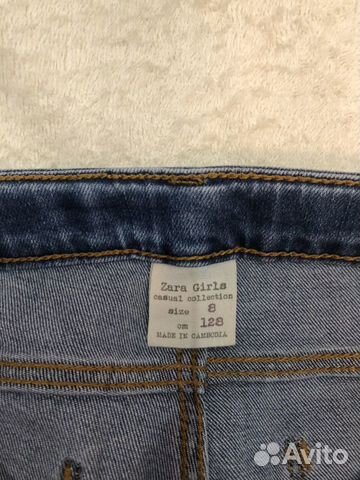 Zara Girls
casual collection
size 8
cm 128
MADE IN CAMBODIA
Avito